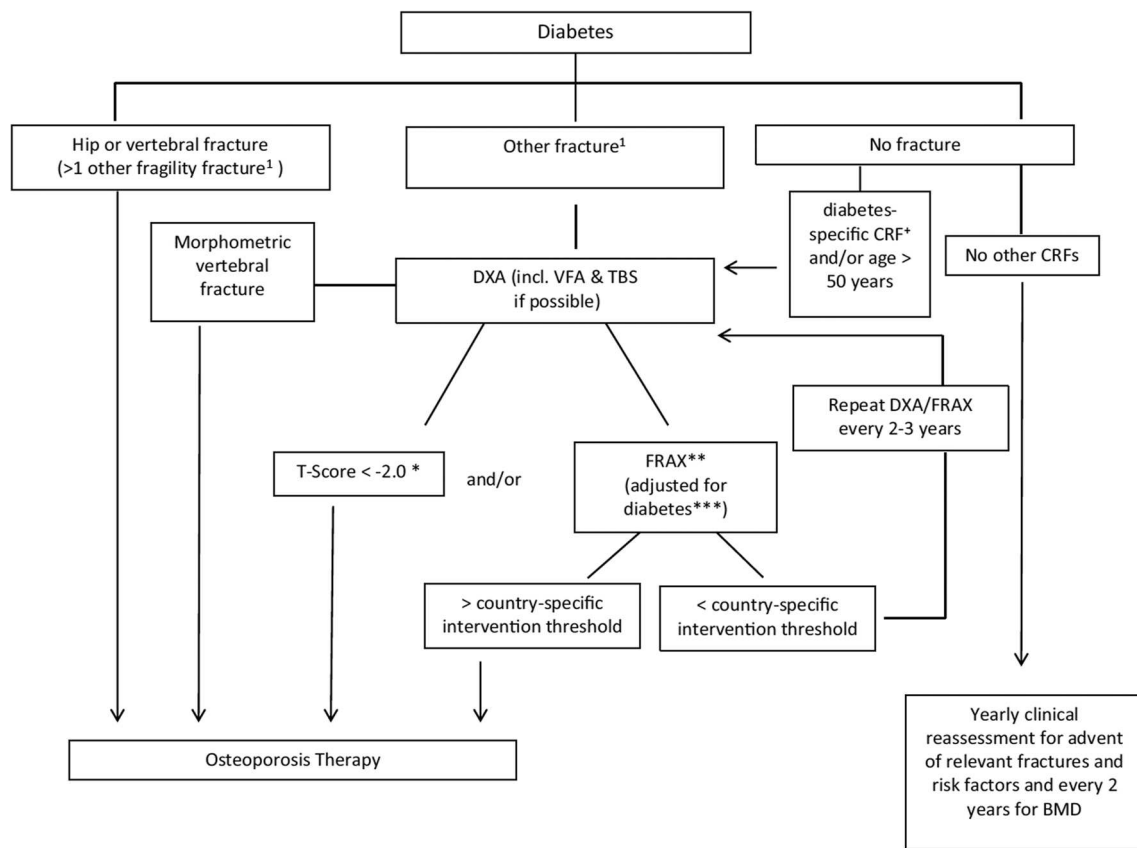 Diabetes
Hip or vertebral fracture
(>1 other fragility fracture¹ )
Other fracture¹
No fracture
Morphometric
vertebral
fracture
DXA (incl. VFA & TBS
if possible)
diabetes-
specific CRF⁺
and/or age >
50 years
No other CRFs
Repeat DXA/FRAX
every 2-3 years
T-Score < -2.0 *
and/or
FRAX**
(adjusted for
diabetes***)
> country-specific
intervention threshold
< country-specific
intervention threshold
Osteoporosis Therapy
Yearly clinical
reassessment for advent
of relevant fractures and
risk factors and every 2
years for BMD